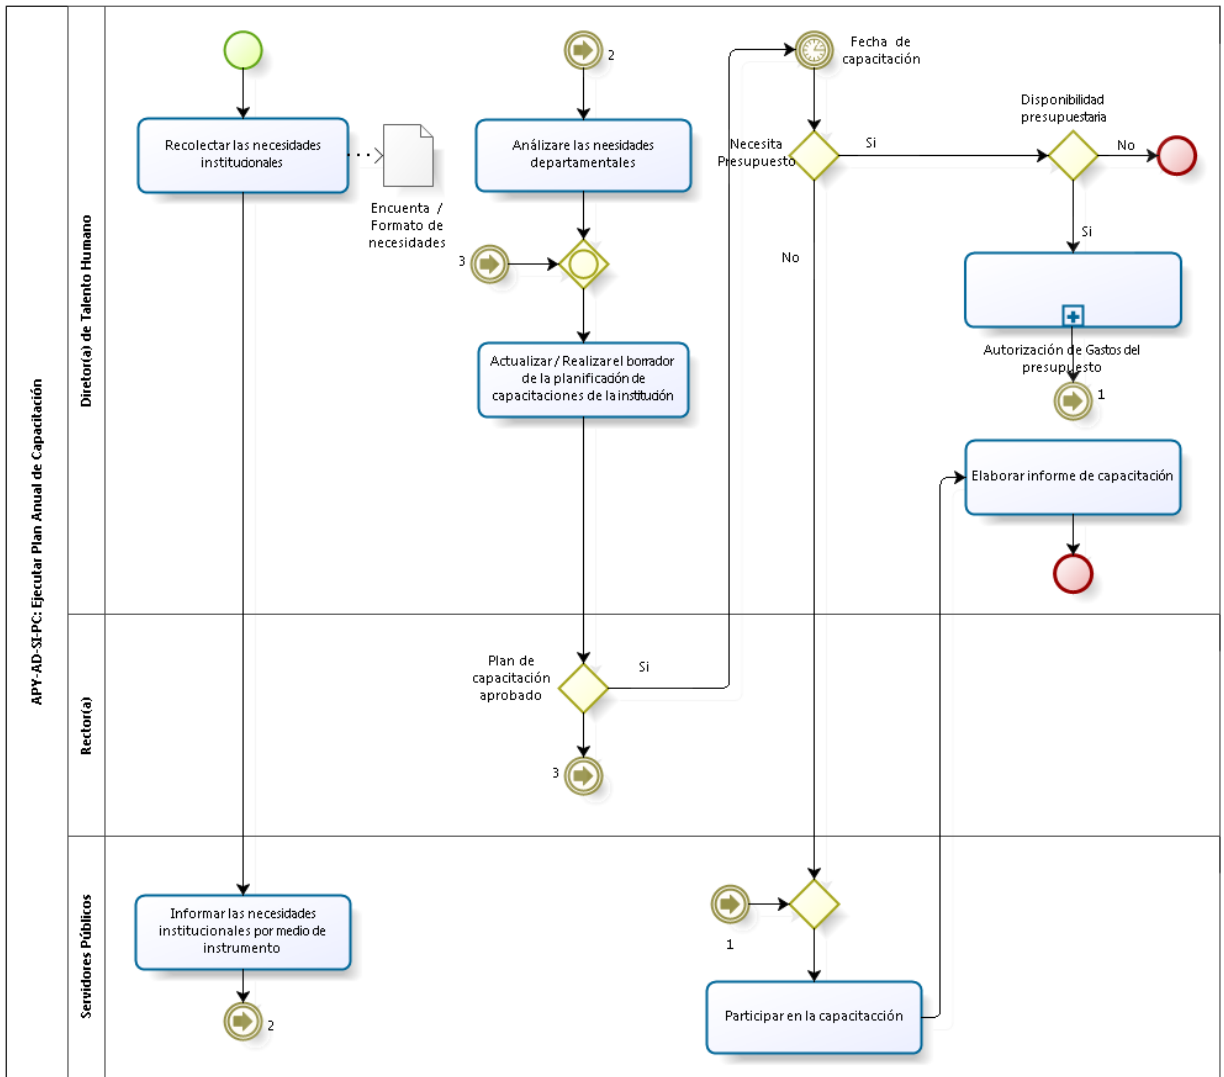 APY-AD-SI-PC: Ejecutar Plan Anual de Capacitación
Diretor(a) de Talento Humano
Recolectar las necesidades
institucionales
Encuenta /
Formato de
necesidades
2
Análizare las neesidades
departamentales
3
Actualizar / Realizar el borrador
de la planificación de
capacitaciones de la institución
Fecha de
capacitación
Necesita
Presupuesto
Si
No
Disponibilidad
presupuestaria
No
Si
Autorización de Gastos del
presupuesto
1
Elaborar informe de capacitación
Rector(a)
Plan de
capacitación
aprobado
Si
3
Servidores Públicos
Informar las necesidades
institucionales por medio de
instrumento
2
1
Participar en la capacitacción